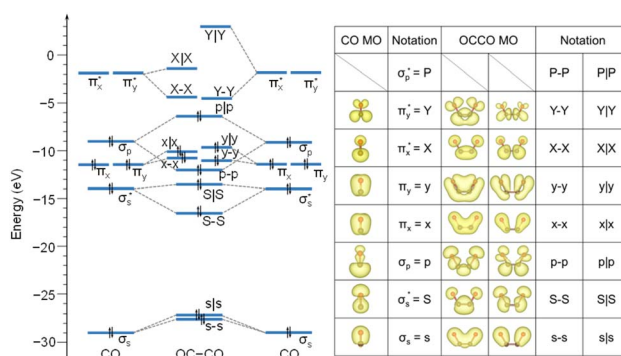 Y|Y
0
X|X
π*x
π*y
X-X
Y-Y
π*x
π*y
-5
p|p
σp
x|x
y|y
σp
-10
πx
πy
x-x
y-y
πx
πy
p-p
σ*s
S|S
σ*s
-15
S-S
Energy (eV)
-20
-25
s|s
σs
s-s
σs
-30
CO
OC-CO
CO
CO MO Notation OCCO MO Notation
σ*p = P P-P P|P
π*y = Y Y-Y Y|Y
π*x = X X-X X|X
πy = y y-y y|y
πx = x x-x x|x
σp = p p-p p|p
σ*s = S S-S S|S
σs = s s-s s|s